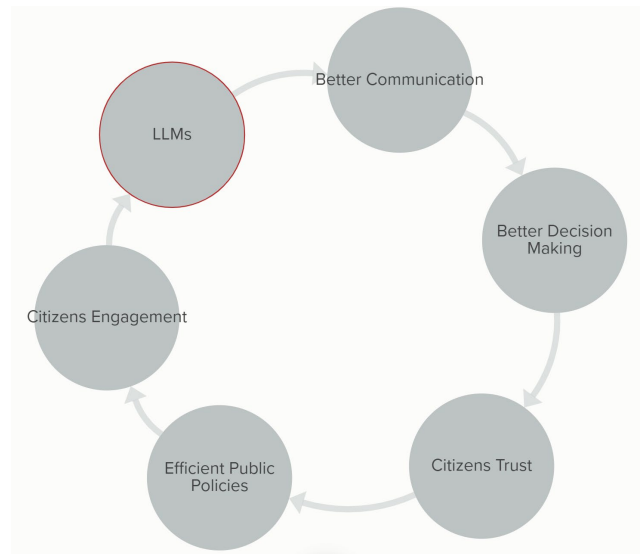 LLMs
Better Communication
Better Decision
Making
Citizens Trust
Efficient Public
Policies
Citizens Engagement